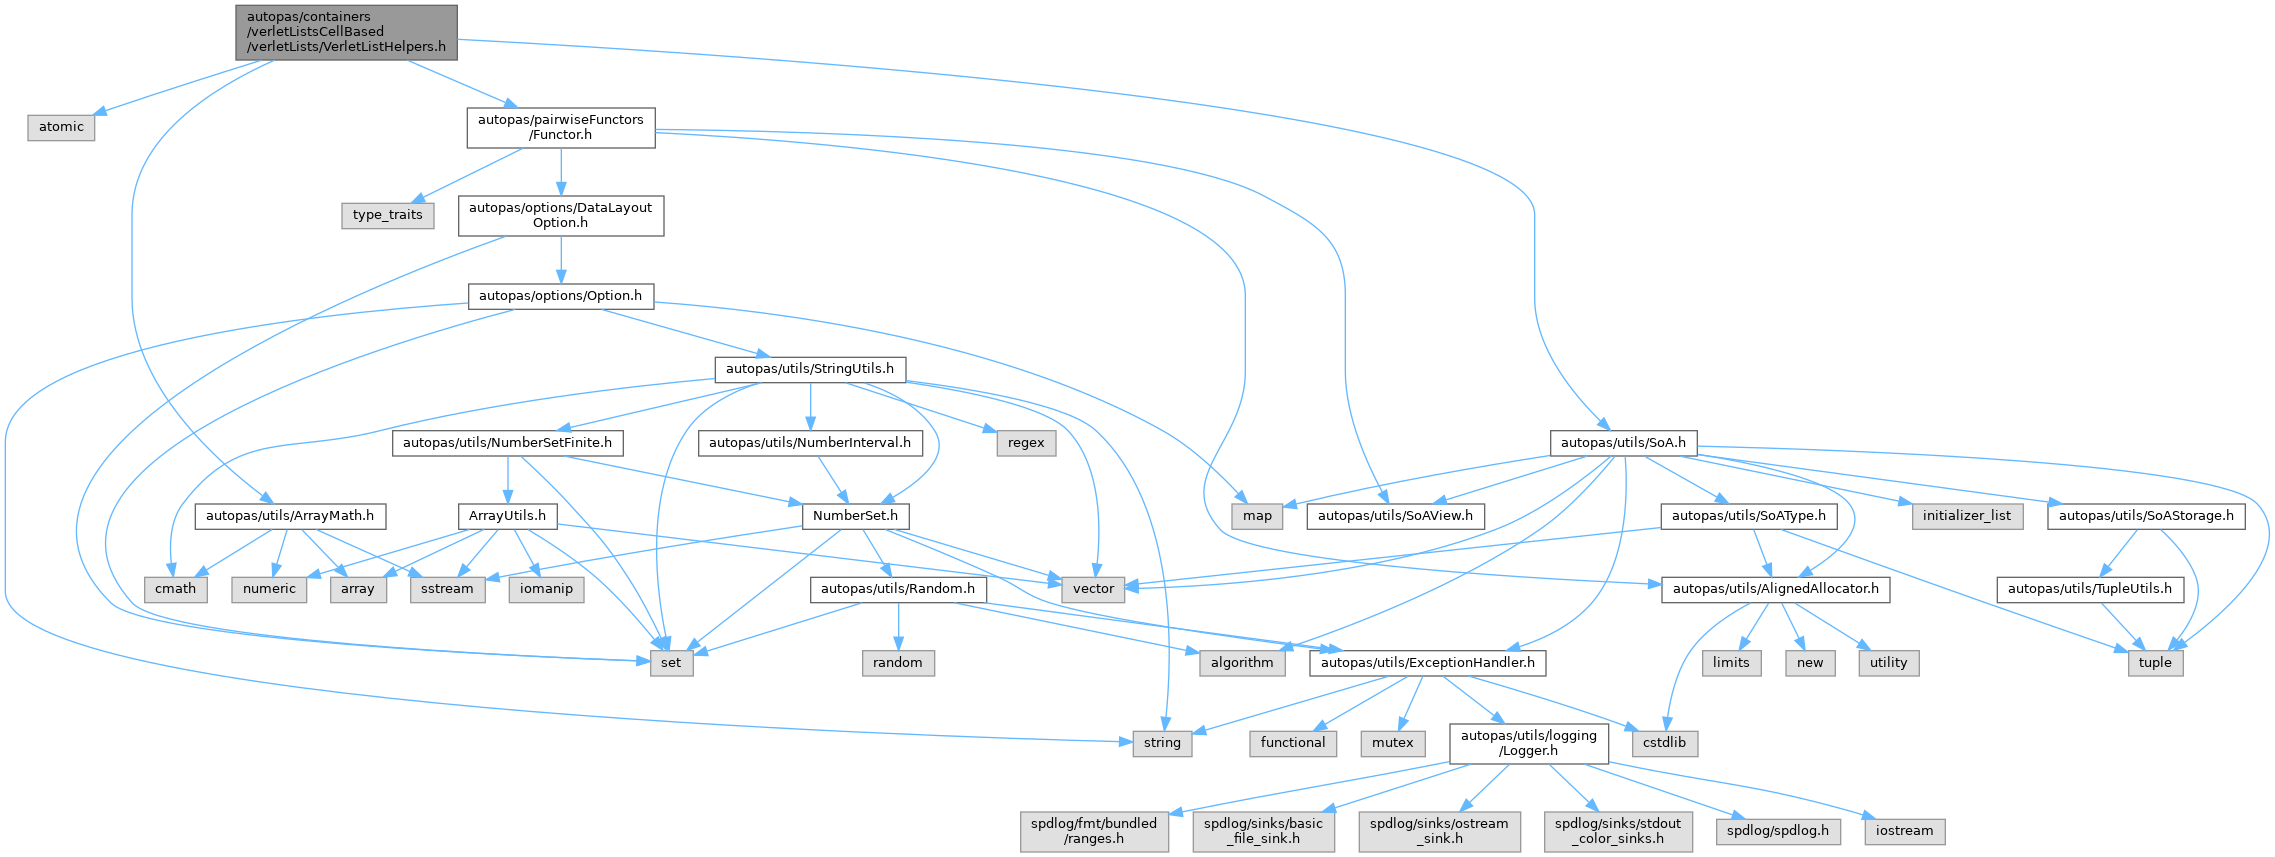 autopas/containers
/verletListsCellBased
/verletLists/VerletListHelpers.h
atomic
autopas/pairwiseFunctors
/Functor.h
type_traits
autopas/options/DataLayout
Option.h
autopas/options/Option.h
autopas/utils/StringUtils.h
autopas/utils/NumberSetFinite.h
autopas/utils/NumberInterval.h
regex
autopas/utils/SoA.h
autopas/utils/ArrayMath.h
ArrayUtils.h
NumberSet.h
map
autopas/utils/SoAView.h
autopas/utils/SoAType.h
initializer_list
autopas/utils/SoAStorage.h
cmath
numeric
array
sstream
iomanip
autopas/utils/Random.h
vector
autopas/utils/AlignedAllocator.h
autopas/utils/TupleUtils.h
set
random
algorithm
autopas/utils/ExceptionHandler.h
limits
new
utility
tuple
string
functional
mutex
autopas/utils/logging
/Logger.h
cstdlib
spdlog/fmt/bundled
/ranges.h
spdlog/sinks/basic
_file_sink.h
spdlog/sinks/ostream
_sink.h
spdlog/sinks/stdout
_color_sinks.h
spdlog/spdlog.h
iostream